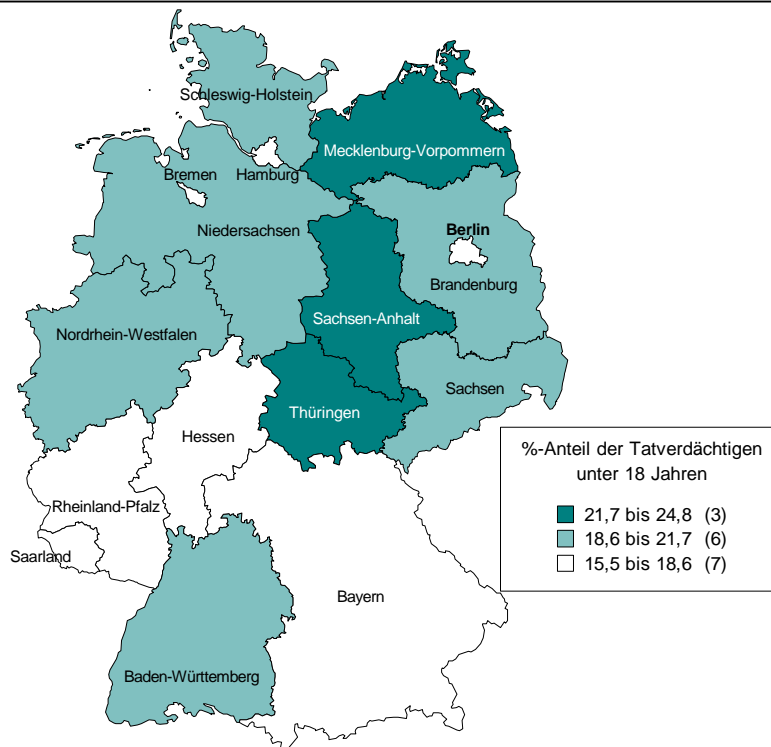 Schleswig-Holstein
Mecklenburg-Vorpommern
Bremen
Hamburg
Niedersachsen
Berlin
Brandenburg
Sachsen-Anhalt
Nordrhein-Westfalen
Sachsen
Thüringen
Hessen
%-Anteil der Tatverdächtigen
unter 18 Jahren
21,7 bis 24,8 (3)
18,6 bis 21,7 (6)
15,5 bis 18,6 (7)
Rheinland-Pfalz
Saarland
Bayern
Baden-Württemberg